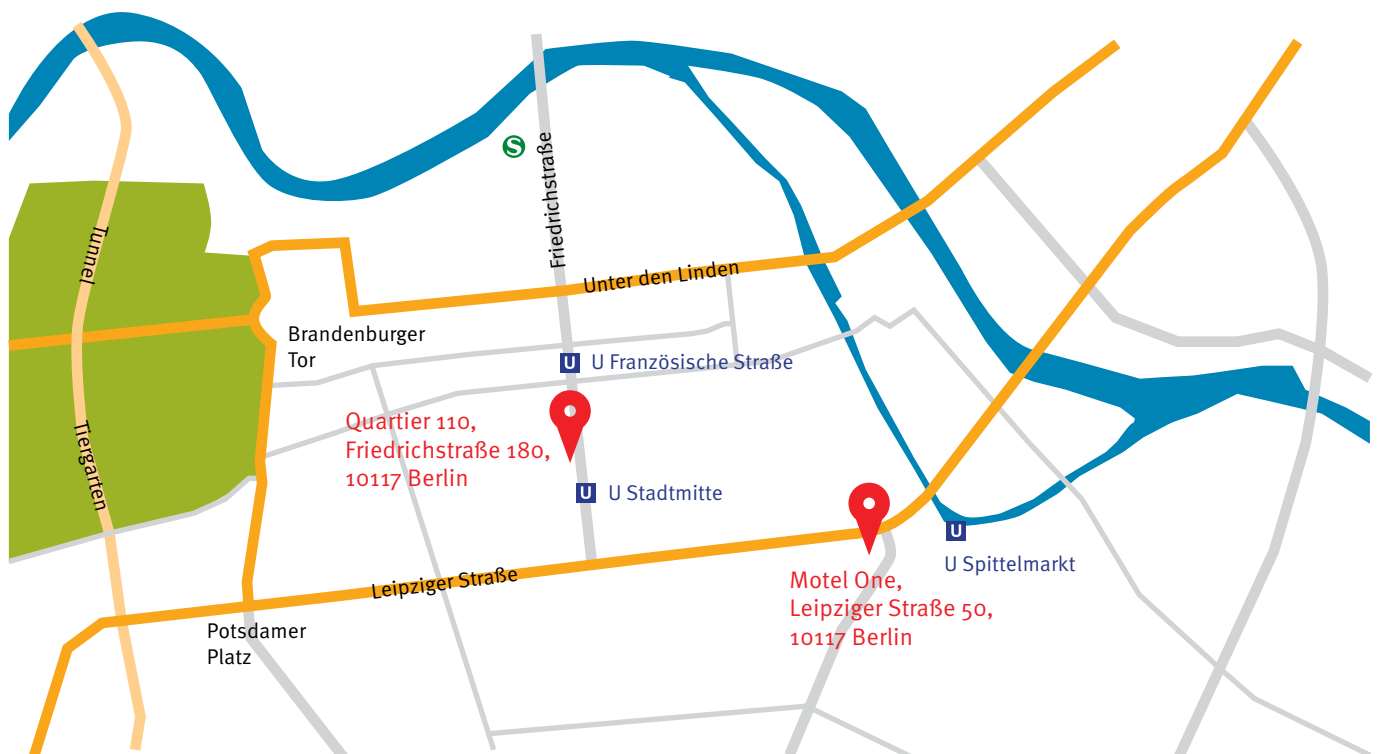 S
Friedrichstraße
Tunnel
Unter den Linden
Brandenburger
Tor
U U Französische Straße
Quartier 110,
Friedrichstraße 180,
10117 Berlin
Tiergarten
U U Stadtmitte
U
U Spittelmarkt
Leipziger Straße
Motel One,
Leipziger Straße 50,
10117 Berlin
Potsdamer
Platz